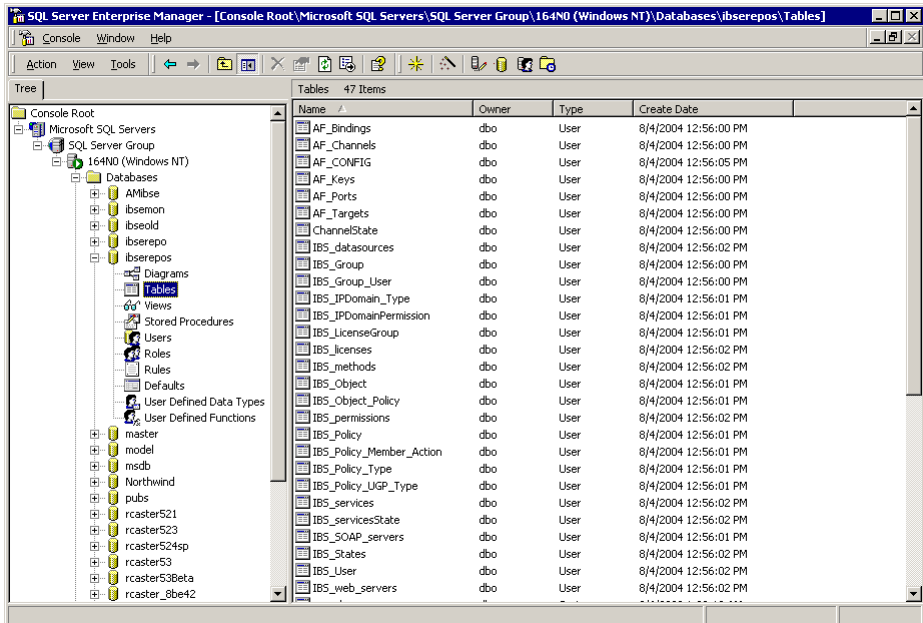 SQL Server Enterprise Manager - [Console Root\Microsoft SQL Servers\SQL Server Group\164N0 (Windows NT)\Databases\ibserepos\Tables]
Console Window Help
Action View Tools
Tree
Console Root
Microsoft SQL Servers
SQL Server Group
164N0 (Windows NT)
Databases
AMibse
ibsemon
ibseold
ibserepo
ibserepos
Diagrams
Tables
Views
Stored Procedures
Users
Roles
Rules
Defaults
User Defined Data Types
User Defined Functions
master
model
msdb
Northwind
pubs
rcaster521
rcaster523
rcaster524sp
rcaster53
rcaster53Beta
rcaster_8be42
Tables 47 Items
Name Owner Type Create Date
AF_Bindings dbo User 8/4/2004 12:56:00 PM
AF_Channels dbo User 8/4/2004 12:56:00 PM
AF_CONFIG dbo User 8/4/2004 12:56:05 PM
AF_Keys dbo User 8/4/2004 12:56:00 PM
AF_Ports dbo User 8/4/2004 12:56:00 PM
AF_Targets dbo User 8/4/2004 12:56:00 PM
ChannelState dbo User 8/4/2004 12:56:00 PM
IBS_datasources dbo User 8/4/2004 12:56:02 PM
IBS_Group dbo User 8/4/2004 12:56:00 PM
IBS_Group_User dbo User 8/4/2004 12:56:00 PM
IBS_IPDomain_Type dbo User 8/4/2004 12:56:01 PM
IBS_IPDomainPermission dbo User 8/4/2004 12:56:01 PM
IBS_LicenseGroup dbo User 8/4/2004 12:56:01 PM
IBS_licenses dbo User 8/4/2004 12:56:02 PM
IBS_methods dbo User 8/4/2004 12:56:02 PM
IBS_Object dbo User 8/4/2004 12:56:01 PM
IBS_Object_Policy dbo User 8/4/2004 12:56:01 PM
IBS_permissions dbo User 8/4/2004 12:56:02 PM
IBS_Policy dbo User 8/4/2004 12:56:01 PM
IBS_Policy_Member_Action dbo User 8/4/2004 12:56:01 PM
IBS_Policy_Type dbo User 8/4/2004 12:56:01 PM
IBS_Policy_UGP_Type dbo User 8/4/2004 12:56:01 PM
IBS_services dbo User 8/4/2004 12:56:02 PM
IBS_servicesState dbo User 8/4/2004 12:56:02 PM
IBS_SOAP_servers dbo User 8/4/2004 12:56:01 PM
IBS_States dbo User 8/4/2004 12:56:02 PM
IBS_User dbo User 8/4/2004 12:56:02 PM
IBS_web_servers dbo User 8/4/2004 12:56:02 PM